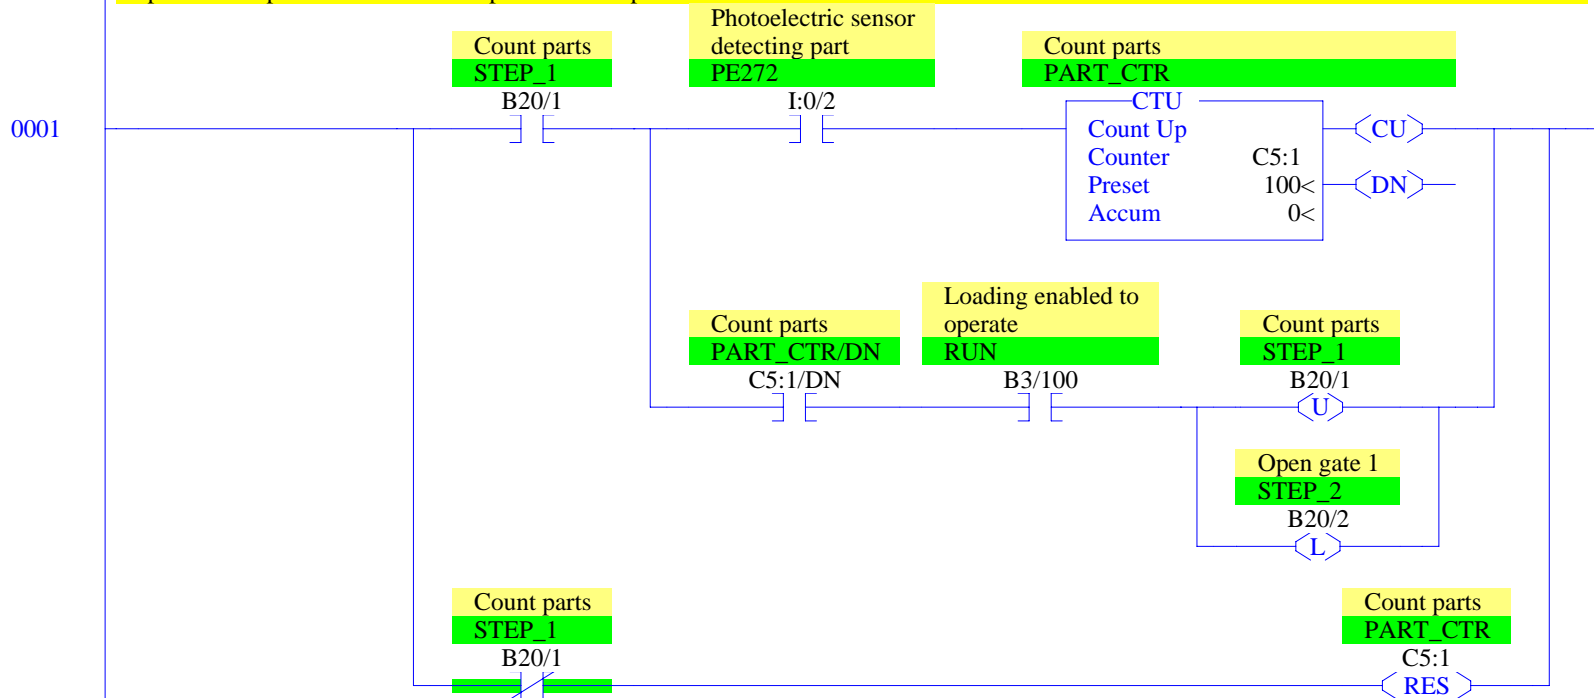 Photoelectric sensor
Count parts
detecting part
Count parts
STEP_1
PE272
PART_CTR
B20/1
I:0/2
CTU
0001
Count Up
CU
Counter C5:1
Preset 100<
DN
Accum 0<
Loading enabled to
Count parts
operate
Count parts
PART_CTR/DN
RUN
STEP_1
C5:1/DN
B3/100
B20/1
U
Open gate 1
STEP_2
B20/2
L
Count parts
Count parts
STEP_1
PART_CTR
B20/1
C5:1
RES